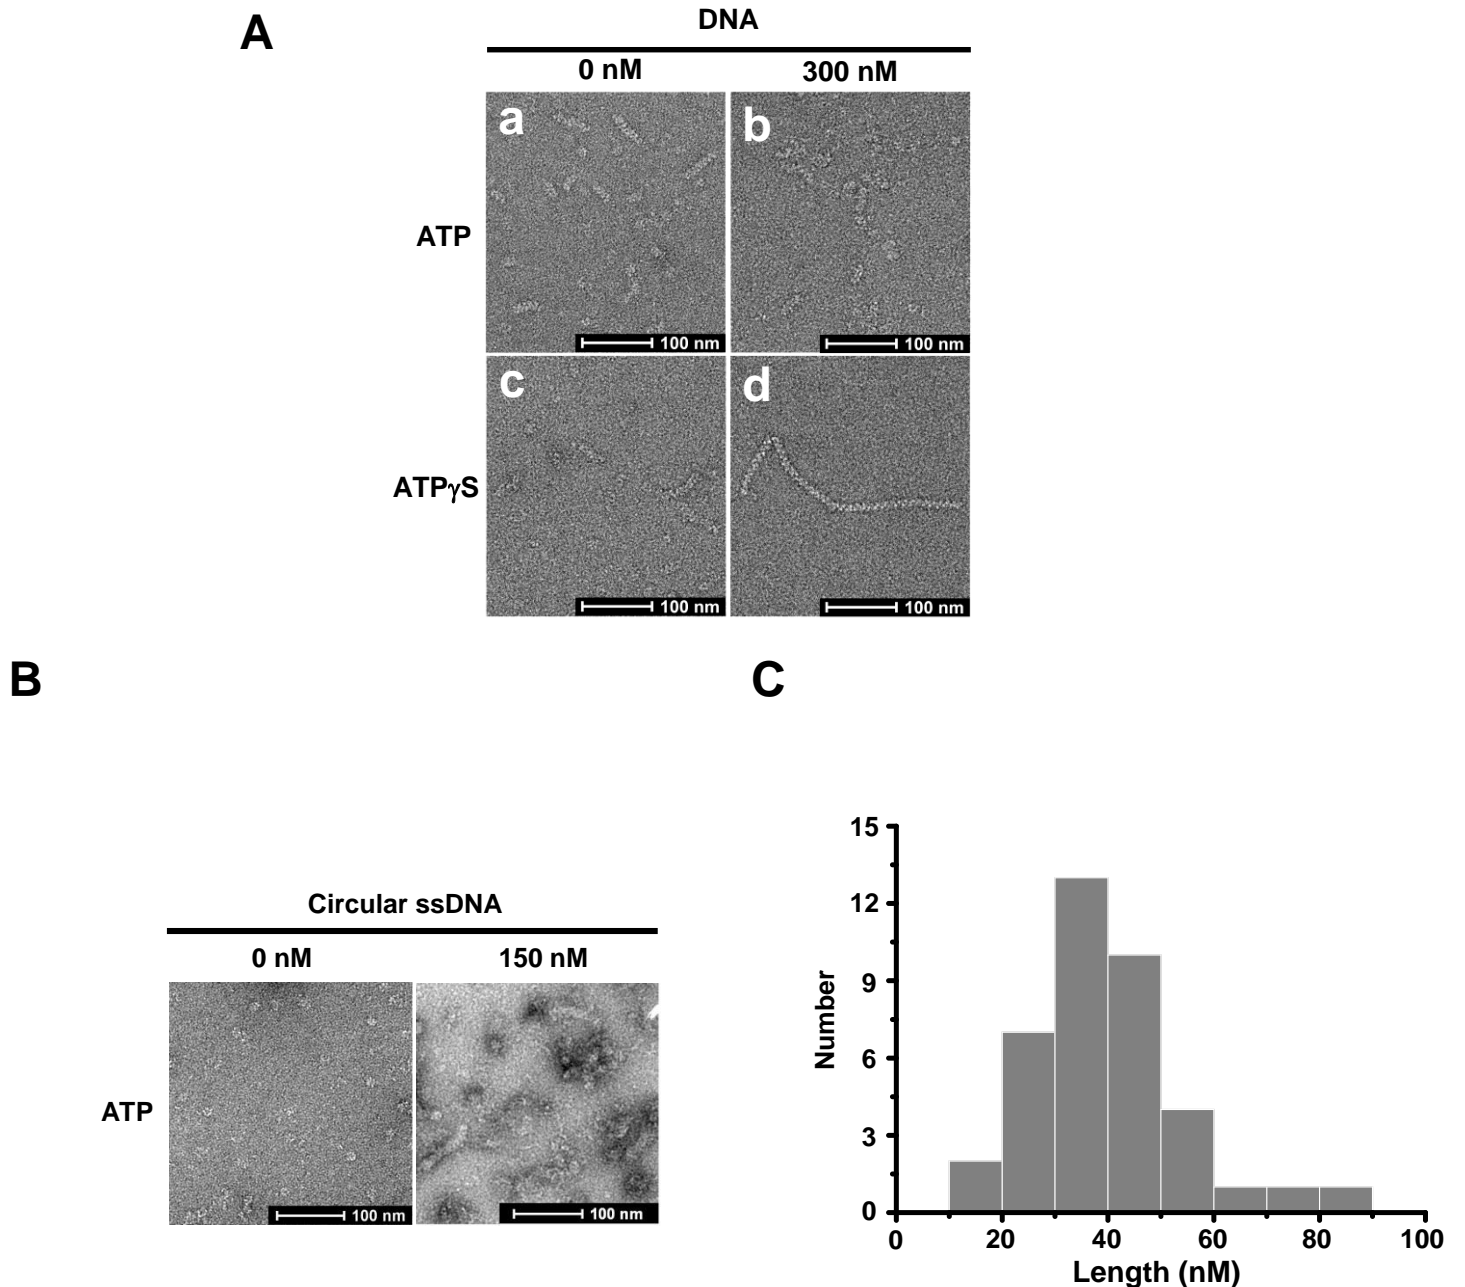 A
DNA
0 nM
300 nM
a
b
ATP
100 nm
100 nm
c
d
ATPγS
100 nm
100 nm
B
C
Circular ssDNA
0 nM
150 nM
ATP
100 nm
100 nm
15
12
9
6
3
0
Number
0
20
40
60
80
100
Length (nM)